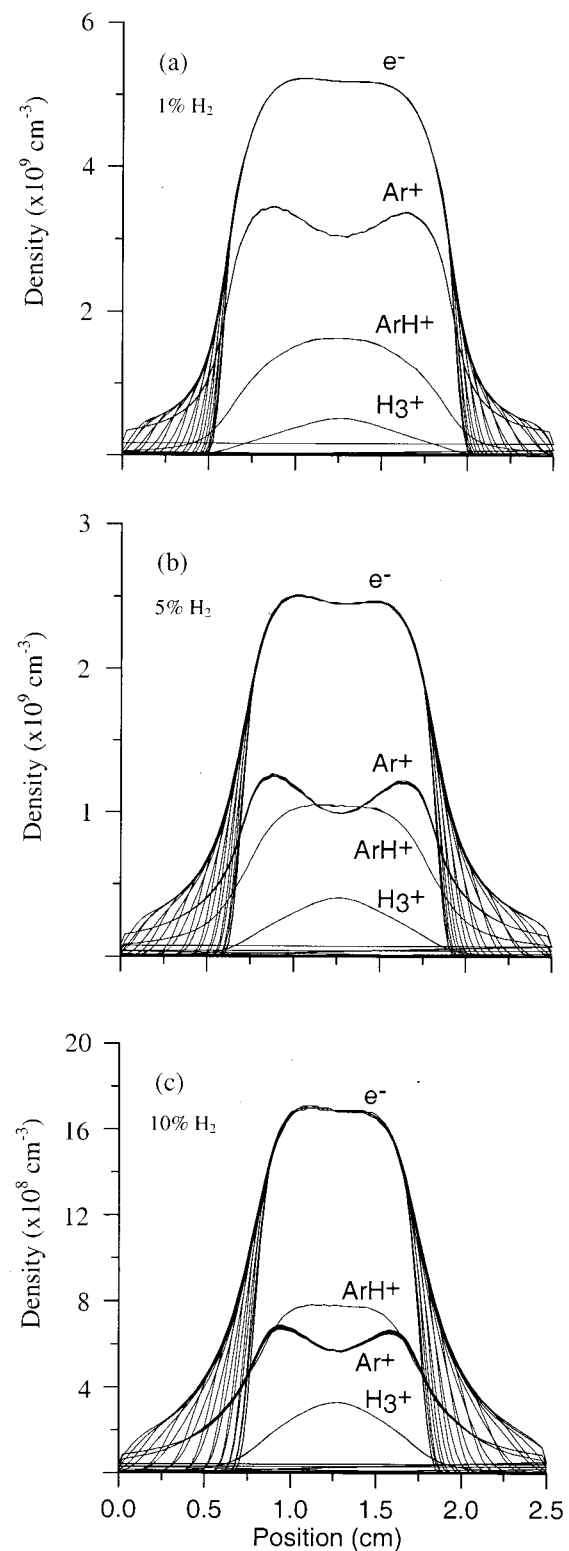 6
(a)
e-
1% H2
Ar+
4
Density (x10^9 cm^-3)
2
ArH+
H3+
3
(b)
e-
5% H2
2
Density (x10^9 cm^-3)
Ar+
1
ArH+
H3+
20
(c)
e-
16
10% H2
12
Density (x10^8 cm^-3)
8
ArH+
Ar+
4
H3+
0.0 0.5 1.0 1.5 2.0 2.5
Position (cm)